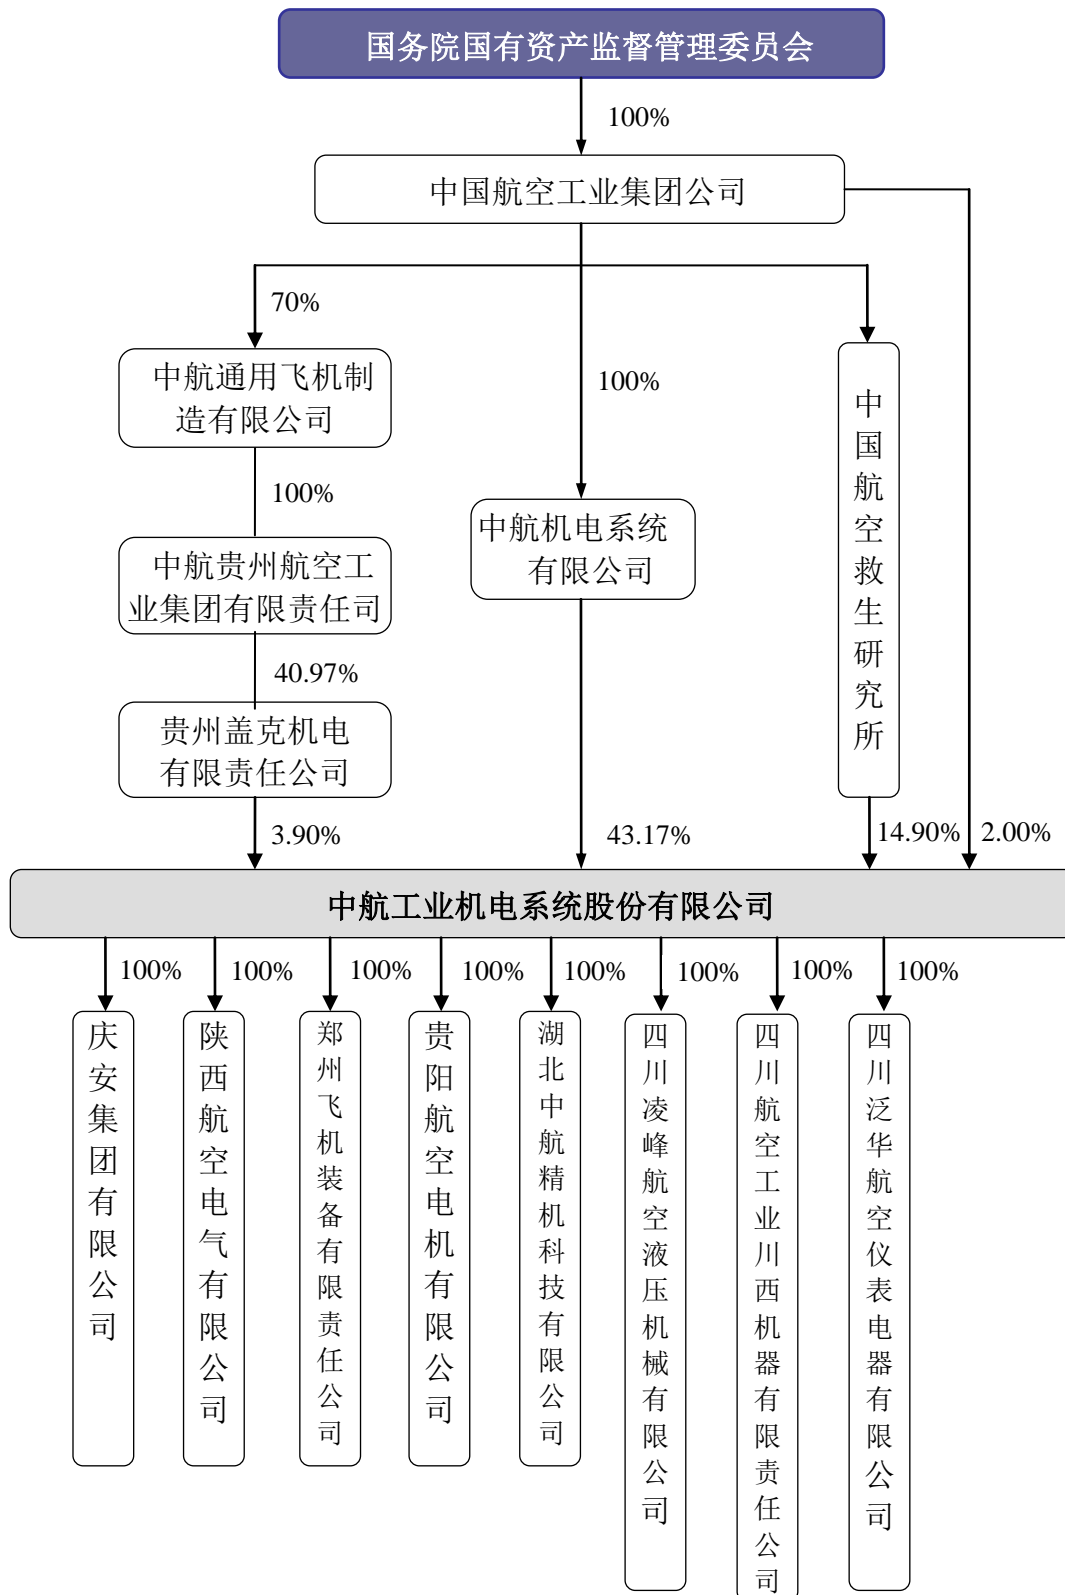 国务院国有资产监督管理委员会
100%
中国航空工业集团公司
70%
中航通用飞机制
造有限公司
100%
中国航空救生研究所
100%
中航机电系统
有限公司
中航贵州航空工
业集团有限责任司
40.97%
贵州盖克机电
有限责任公司
3.90%
43.17%
14.90%
2.00%
中航工业机电系统股份有限公司
100%
100%
100%
100%
100%
100%
100%
100%
庆安集团有限公司
陕西航空电气有限公司
郑州飞机装备有限责任公司
贵阳航空电机有限公司
湖北中航精机科技有限公司
四川凌峰航空液压机械有限公司
四川航空工业川西机器有限责任公司
四川泛华航空仪表电器有限公司